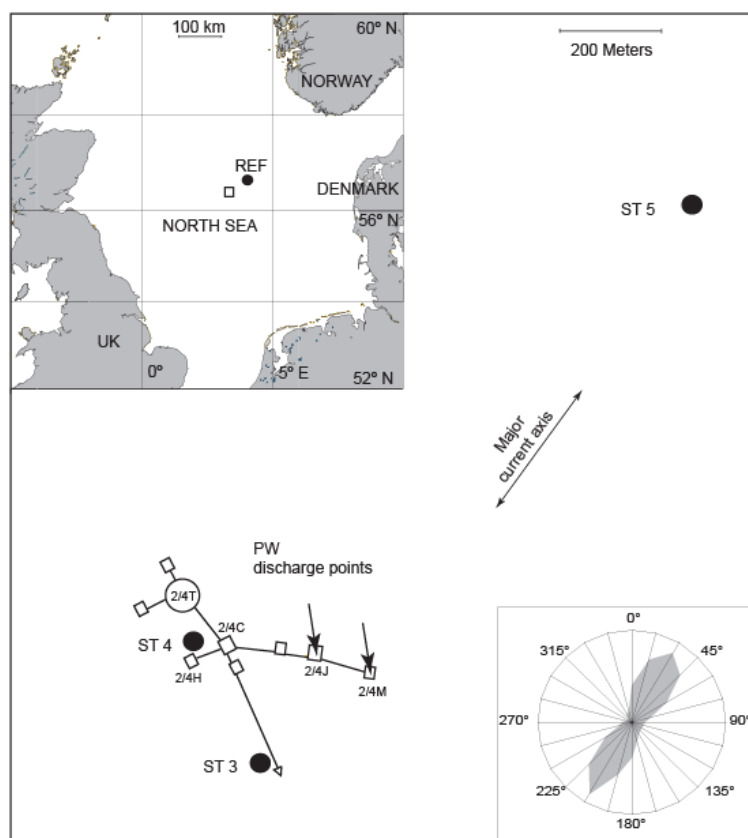 100 km
60° N
NORWAY
REF
DENMARK
56° N
NORTH SEA
UK
0°
5° E
52° N
200 Meters
ST 5
Major
current axis
PW
discharge points
2/4T
2/4C
ST 4
2/4H
2/4J
2/4M
ST 3
0°
45°
90°
135°
180°
225°
270°
315°